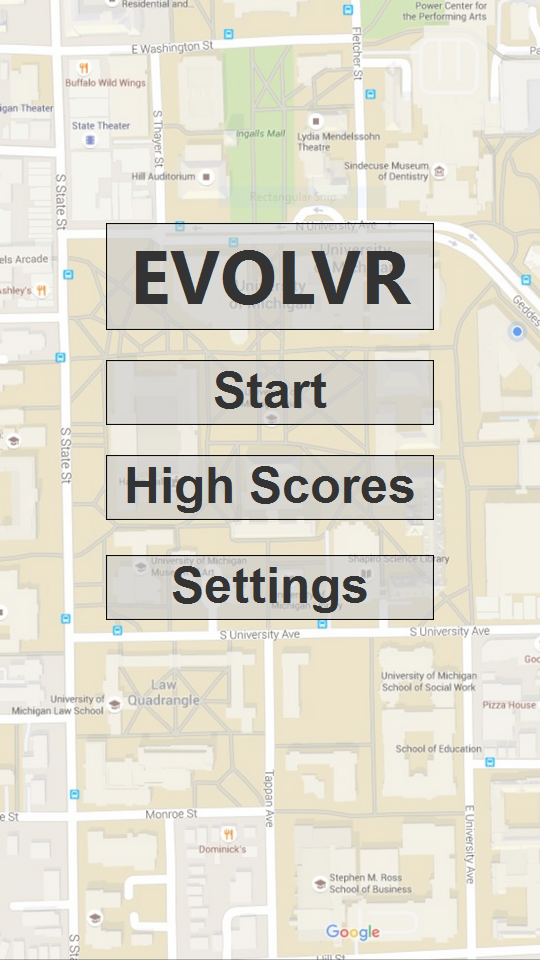 Residential and...
Power Center for
the Performing Arts
E Washington St
Fletcher St
Buffalo Wild Wings
igan Theater
State Theater
S Thayer St
Ingalls Mall
Lydia Mendelssohn
Theatre
Hill Auditorium
Sindecuse Museum
of Dentistry
S State St
N University Ave
els Arcade
Ashley's
University
of Michigan
EVOLVR
Geddes
Start
S State St
High Scores
University of Michigan
Museum of Art
Shapiro Science Library
Settings
S University Ave
S University Ave
Law
Quadrangle
University of
Michigan Law School
University of Michigan
School of Social Work
Goo
Pizza House
School of Education
Tappan Ave
E University Ave
e St
Monroe St
Dominick's
Stephen M. Ross
School of Business
Google
S Sta
Hill St